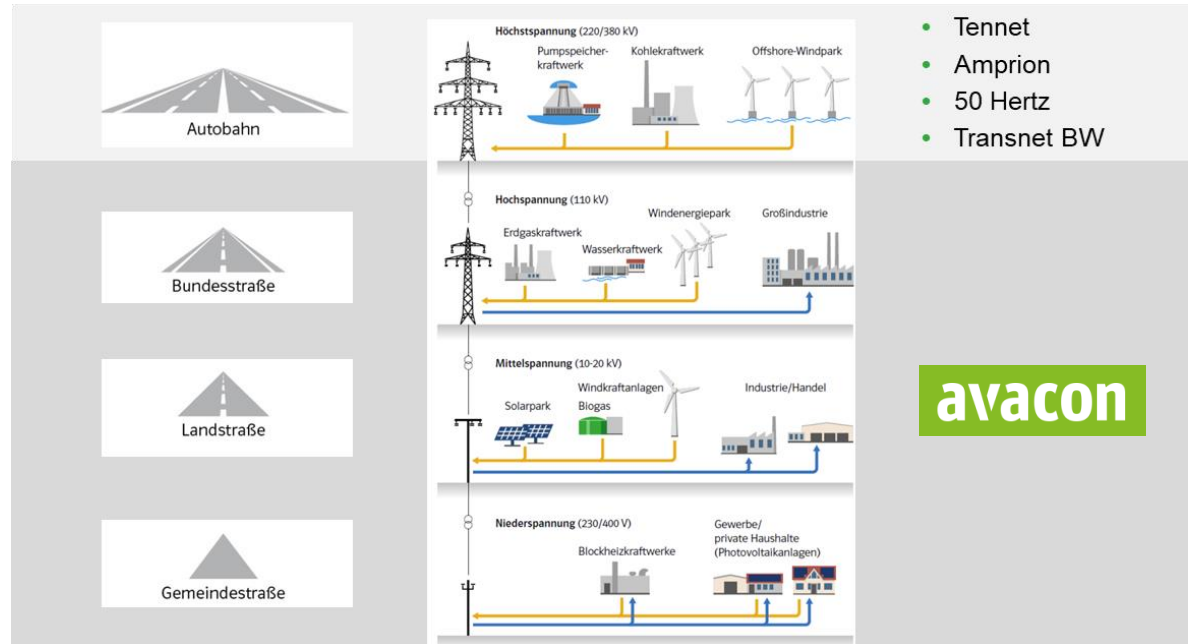 Autobahn
Höchstspannung (220/380 kV)
Pumpspeicher-
kraftwerk
Kohlekraftwerk
Offshore-Windpark
• Tennet
• Amprion
• 50 Hertz
• Transnet BW
Bundesstraße
Hochspannung (110 kV)
Erdgaskraftwerk
Wasserkraftwerk
Windenergiepark
Großindustrie
Landstraße
Mittelspannung (10-20 kV)
Solarpark
Biogas
Windkraftanlagen
Industrie/Handel
avacon
Gemeindestraße
Niederspannung (230/400 V)
Blockheizkraftwerke
Gewerbe/
private Haushalte
(Photovoltaikanlagen)